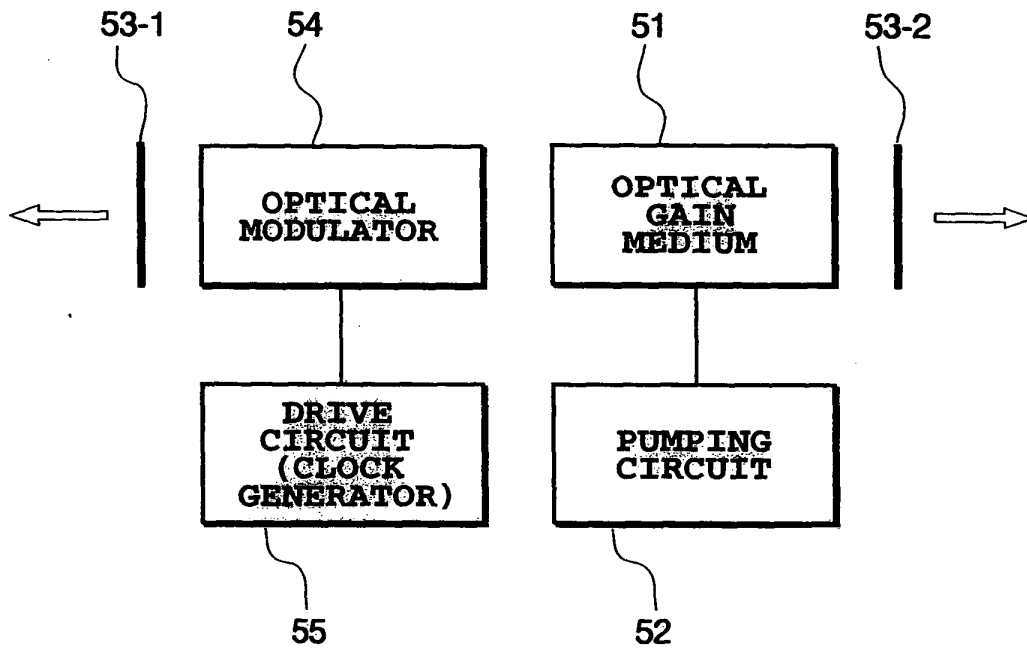 53-1
54
51
53-2
OPTICAL
MODULATOR
OPTICAL
GAIN
MEDIUM
DRIVE
CIRCUIT
(CLOCK
GENERATOR)
PUMPING
CIRCUIT
55
52